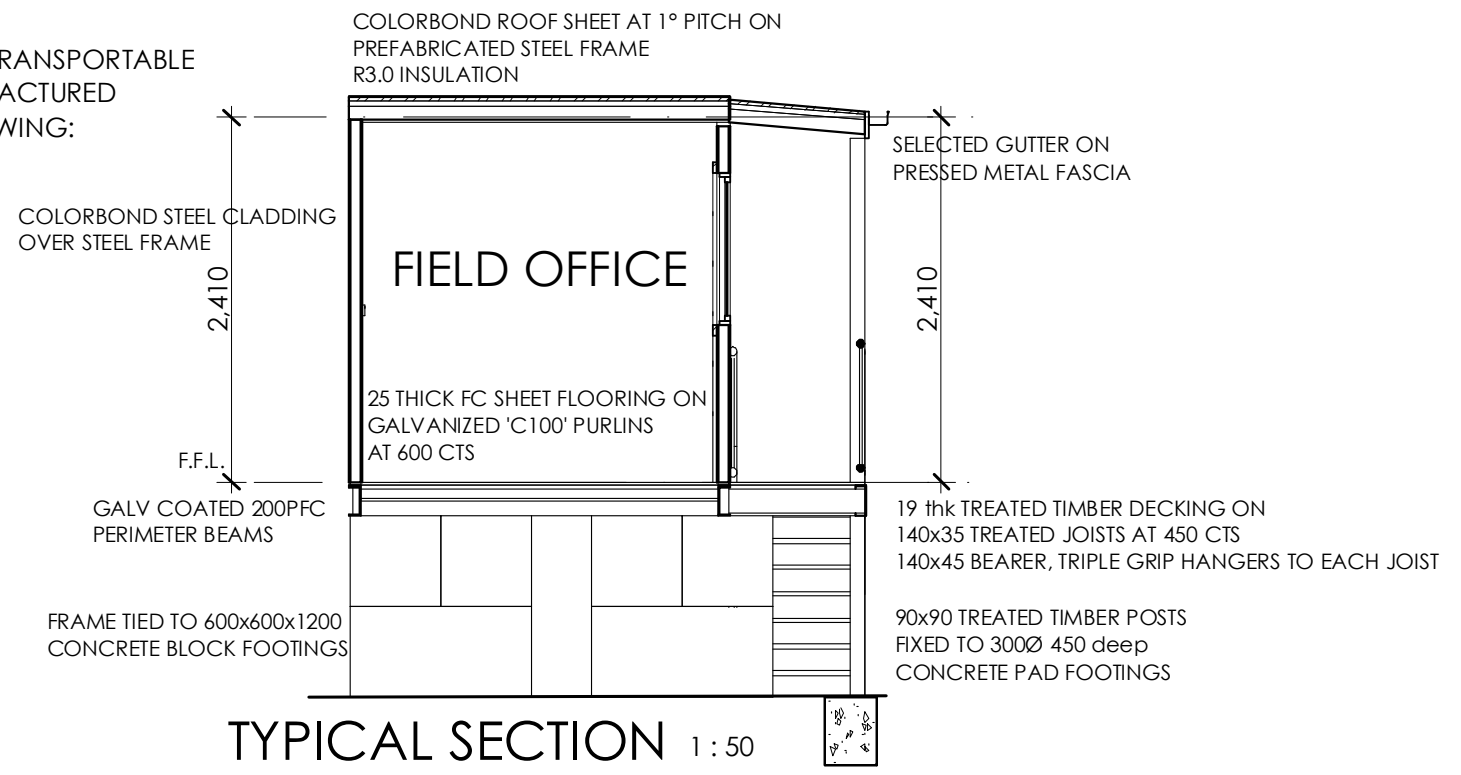 COLORBOND ROOF SHEET AT 1° PITCH ON
PREFABRICATED STEEL FRAME
R3.0 INSULATION
RANSPORTABLE
ACTURED
WING:
SELECTED GUTTER ON
PRESSED METAL FASCIA
COLORBOND STEEL CLADDING
OVER STEEL FRAME
2,410
FIELD OFFICE
2,410
25 THICK FC SHEET FLOORING ON
GALVANIZED 'C100' PURLINS
AT 600 CTS
F.F.L.
GALV COATED 200PFC
PERIMETER BEAMS
19 thk TREATED TIMBER DECKING ON
140x35 TREATED JOISTS AT 450 CTS
140x45 BEARER, TRIPLE GRIP HANGERS TO EACH JOIST
FRAME TIED TO 600x600x1200
CONCRETE BLOCK FOOTINGS
90x90 TREATED TIMBER POSTS
FIXED TO 300Ø 450 deep
CONCRETE PAD FOOTINGS
TYPICAL SECTION 1 : 50